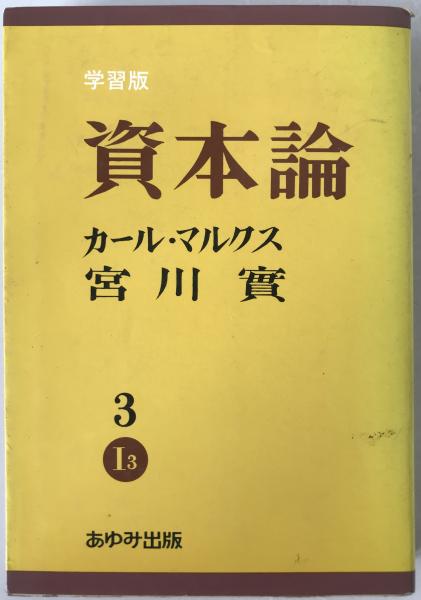 学習版
資本論
カール・マルクス
宮川實
3
I3
あゆみ出版